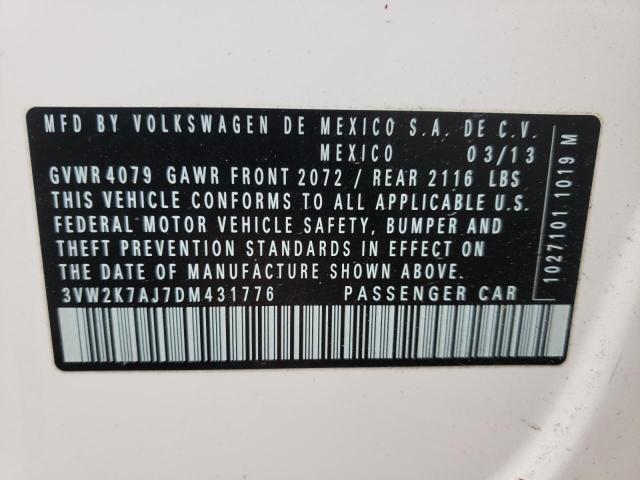 MFD BY VOLKSWAGEN DE MEXICO S.A. DE C.V.
MEXICO 03/13
GVWR 4079 GAWR FRONT 2072 / REAR 2116 LBS
THIS VEHICLE CONFORMS TO ALL APPLICABLE U.S.
FEDERAL MOTOR VEHICLE SAFETY, BUMPER AND
THEFT PREVENTION STANDARDS IN EFFECT ON
THE DATE OF MANUFACTURE SHOWN ABOVE.
3VW2K7AJ7DM431776 PASSENGER CAR
1027101 1019 M